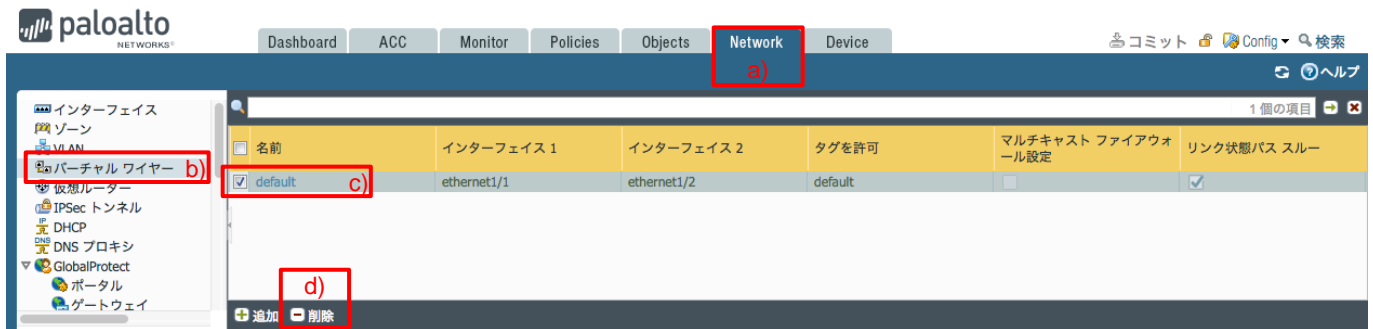 paloalto
NETWORKS®
Dashboard ACC Monitor Policies Objects Network Device
コミット Config 検索
a)
ヘルプ
インターフェイス
ゾーン
VLAN
バーチャル ワイヤー b)
仮想ルーター
IPSec トンネル
DHCP
DNS プロキシ
GlobalProtect
ポータル
ゲートウェイ
1 個の項目
名前 インターフェイス 1 インターフェイス 2 タグを許可 マルチキャスト ファイアウォール設定 リンク状態パス スルー
default c) ethernet1/1 ethernet1/2 default
d)
追加 削除